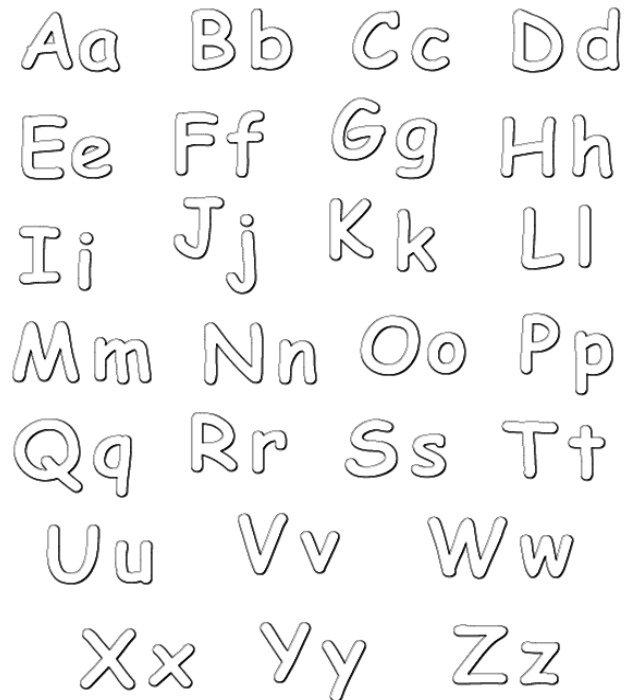 Aa Bb Cc Dd
Ee Ff Gg Hh
Ii Jj Kk Ll
Mm Nn Oo Pp
Qq Rr Ss Tt
Uu Vv Ww
Xx Yy Zz